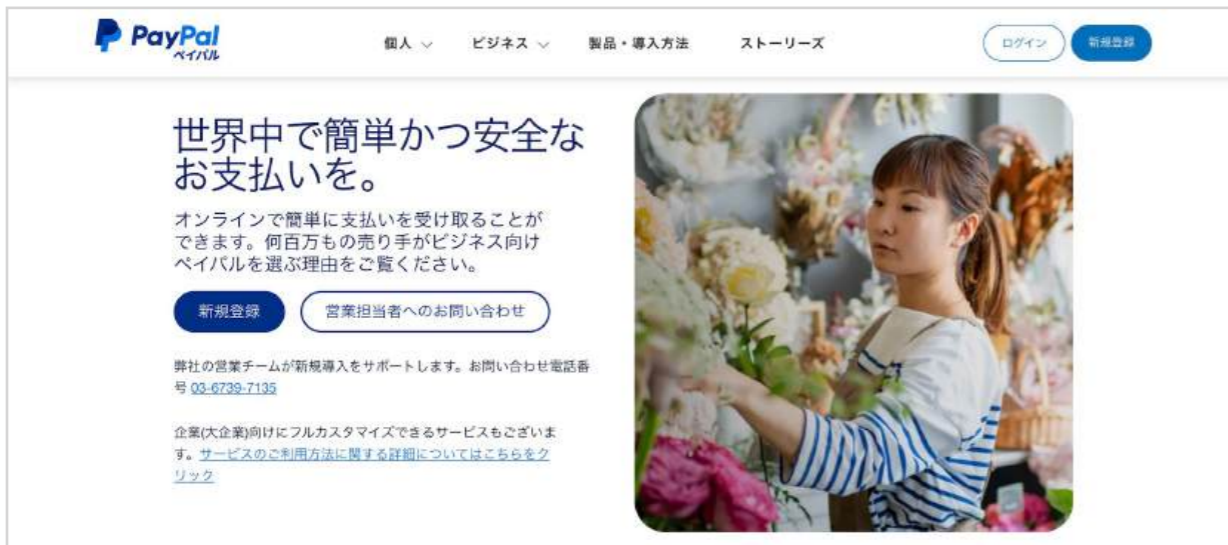 PayPal
ペイパル
個人
ビジネス
製品・導入方法
ストーリーズ
ログイン
新規登録
世界中で簡単かつ安全な
お支払いを。
オンラインで簡単に支払いを受け取ることが
できます。何百万もの売り手がビジネス向け
ペイパルを選ぶ理由をご覧ください。
新規登録
営業担当者へのお問い合わせ
弊社の営業チームが新規導入をサポートします。お問い合わせ電話番
号 03-6739-7135
企業(大企業)向けにフルカスタマイズできるサービスもございま
す。サービスのご利用方法に関する詳細についてはこちらをク
リック